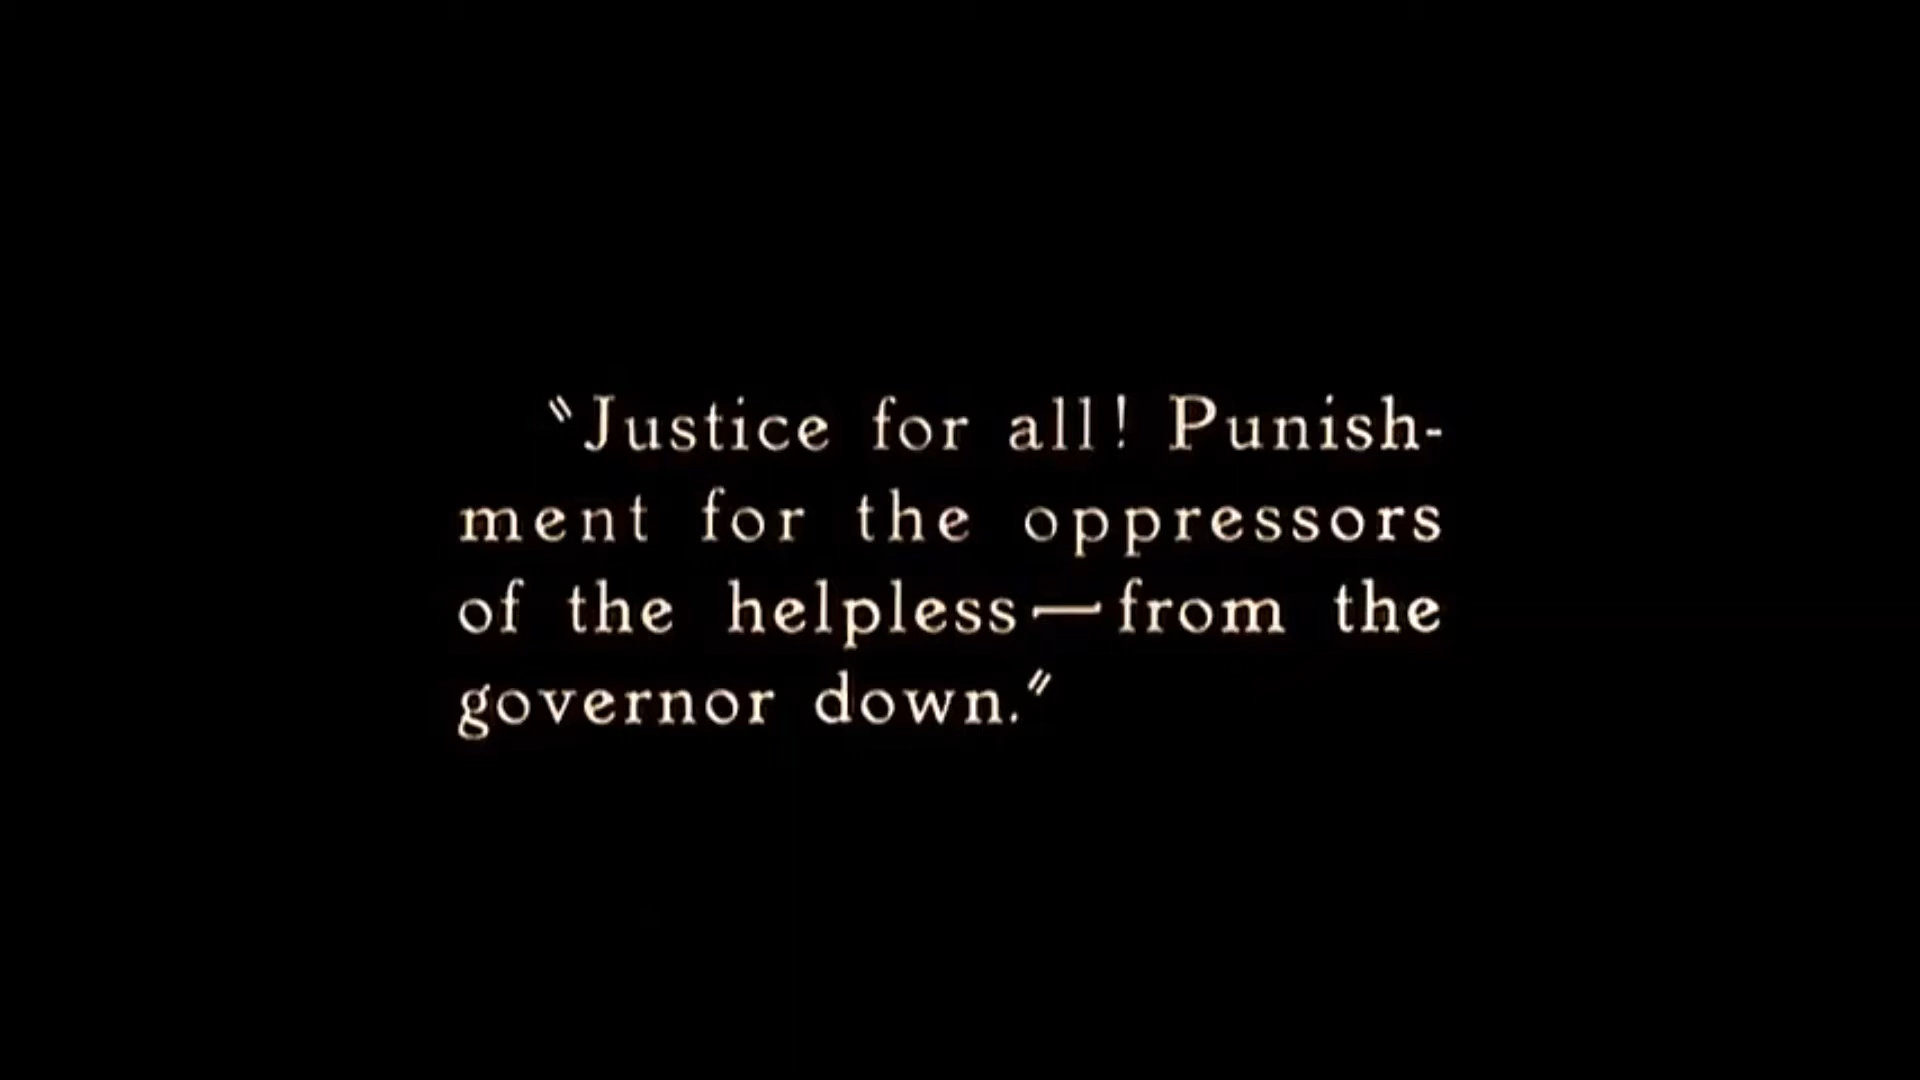 "Justice for all! Punish-
ment for the oppressors
of the helpless—from the
governor down."